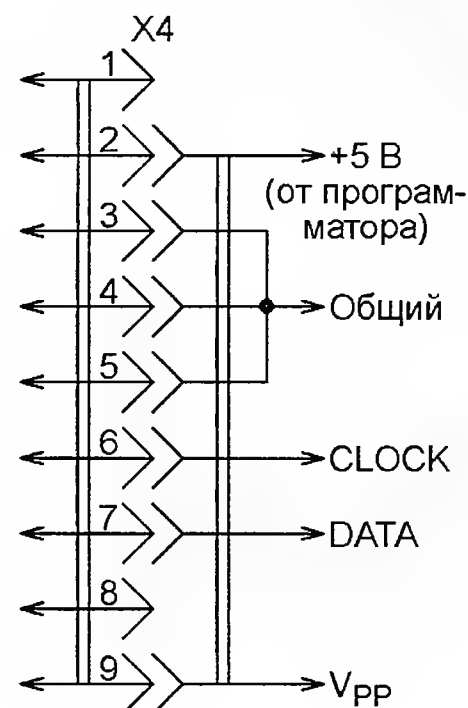 X4
1
2
+5 В
(от програм-
матора)
3
4
Общий
5
6
CLOCK
7
DATA
8
9
VPP